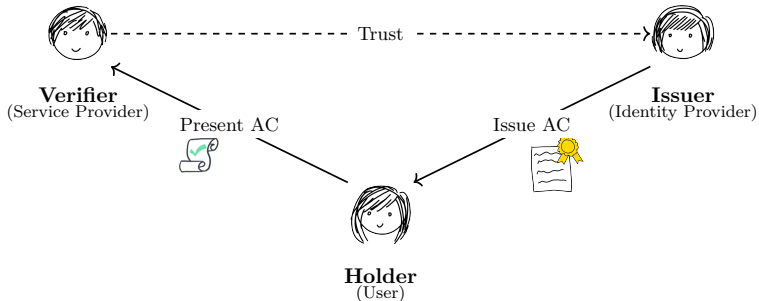 Trust
Verifier
(Service Provider)
Issuer
(Identity Provider)
Present AC
Issue AC
Holder
(User)